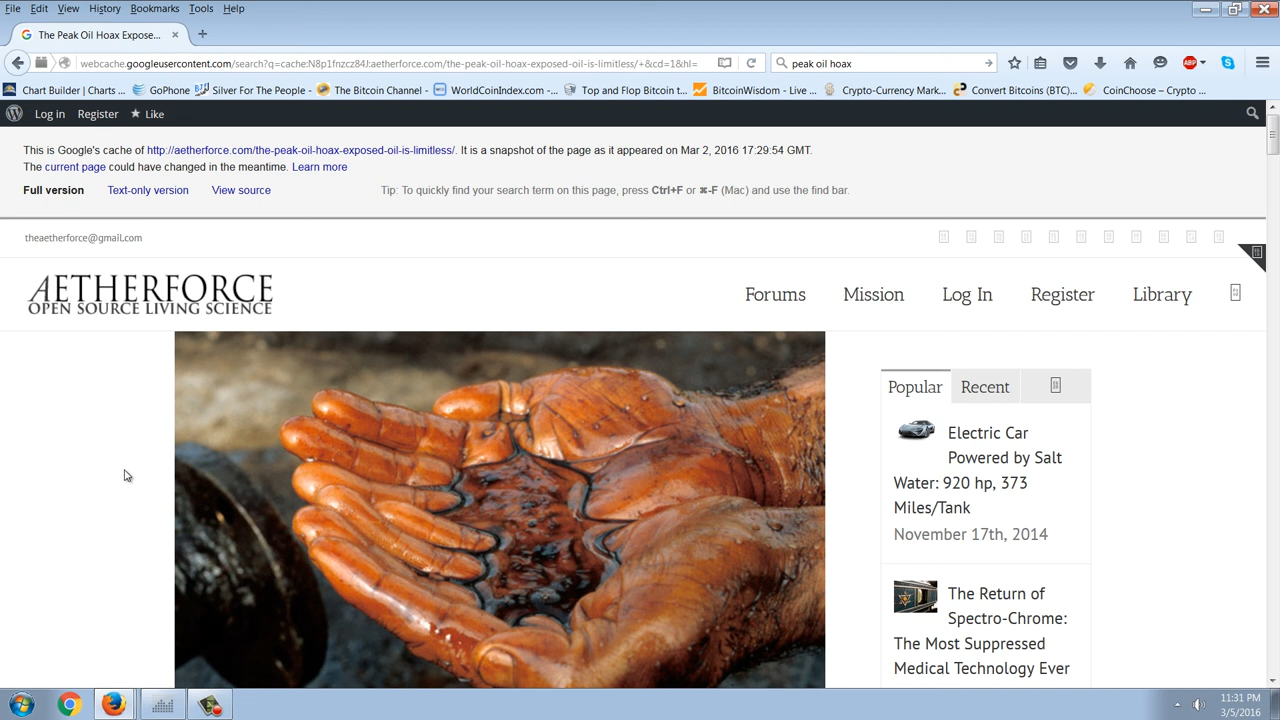 File Edit View History Bookmarks Tools Help
The Peak Oil Hoax Expose...
webcache.googleusercontent.com/search?q=cache:N8p1fnzcz84J:aetherforce.com/the-peak-oil-hoax-exposed-oil-is-limitless/+&cd=1&hl= peak oil hoax ABP
Chart Builder | Charts ... GoPhone Silver For The People - The Bitcoin Channel - WorldCoinIndex.com -... Top and Flop Bitcoin t... BitcoinWisdom - Live ... Crypto-Currency Mark... Convert Bitcoins (BTC)... CoinChoose – Crypto ...
Log in Register Like
This is Google's cache of http://aetherforce.com/the-peak-oil-hoax-exposed-oil-is-limitless/. It is a snapshot of the page as it appeared on Mar 2, 2016 17:29:54 GMT.
The current page could have changed in the meantime. Learn more
Full version Text-only version View source Tip: To quickly find your search term on this page, press Ctrl+F or ⌘-F (Mac) and use the find bar.
theaetherforce@gmail.com
ÆTHERFORCE
OPEN SOURCE LIVING SCIENCE
Forums Mission Log In Register Library
Popular Recent
Electric Car
Powered by Salt
Water: 920 hp, 373
Miles/Tank
November 17th, 2014
The Return of
Spectro-Chrome:
The Most Suppressed
Medical Technology Ever
11:31 PM
3/5/2016